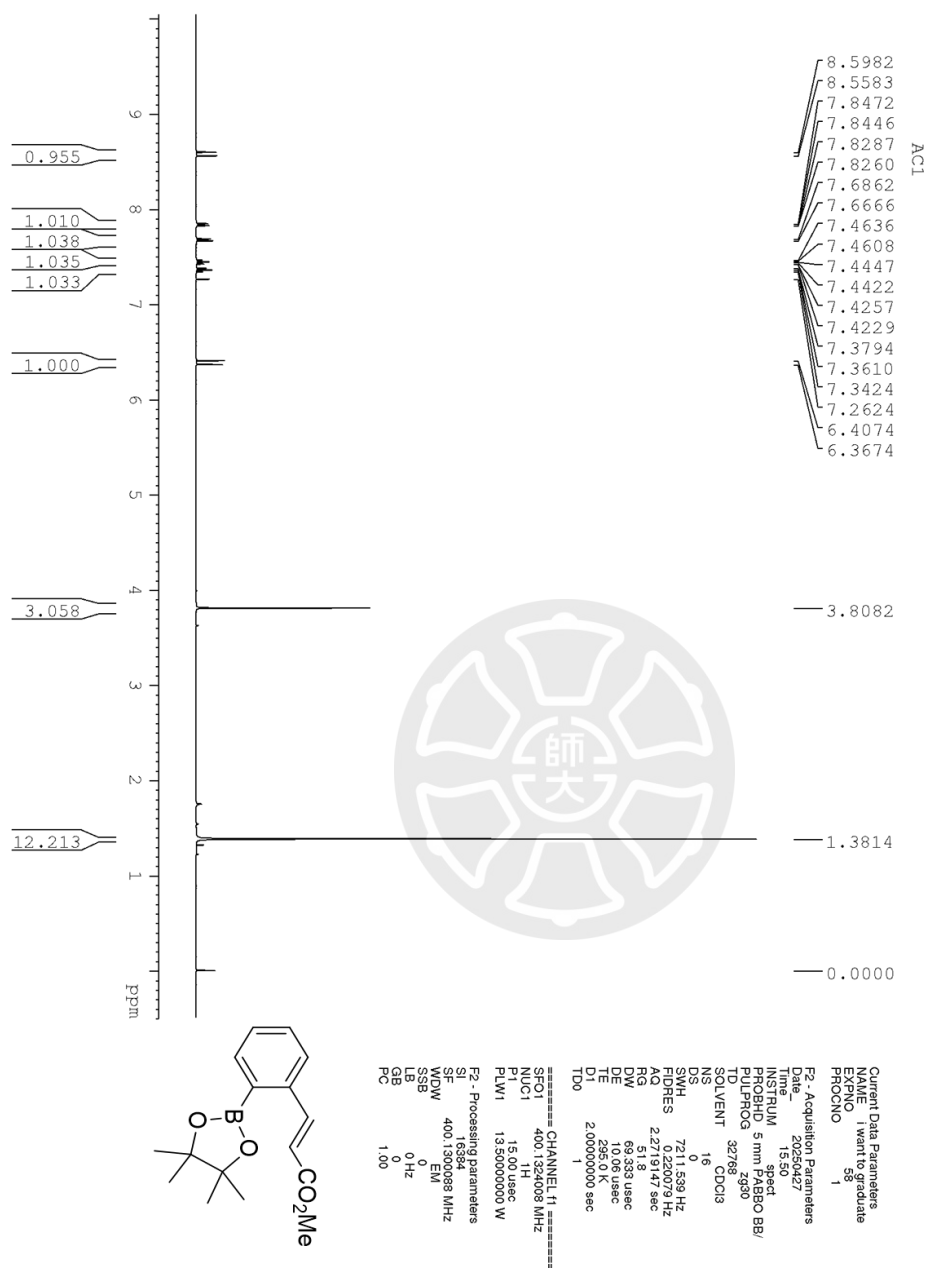 AC1
8.5982
8.5583
7.8472
7.8446
7.8287
7.8260
7.6862
7.6666
7.4636
7.4608
7.4447
7.4422
7.4257
7.4229
7.3794
7.3610
7.3424
7.2624
6.4074
6.3674
3.8082
1.3814
0.0000
9
8
7
6
5
4
3
2
1
ppm
0.955
1.010
1.038
1.035
1.033
1.000
3.058
12.213
師大
Current Data Parameters
NAME i want to graduate
EXPNO 58
PROCNO 1
F2 - Acquisition Parameters
Date_ 20250427
Time 15.50
INSTRUM spect
PROBHD 5 mm PABBO BB/
PULPROG zg30
TD 32768
SOLVENT CDCl3
NS 16
DS 0
SWH 7211.539 Hz
FIDRES 0.220079 Hz
AQ 2.2719147 sec
RG 51.8
DW 69.333 usec
DE 10.06 usec
TE 295.0 K
D1 2.00000000 sec
TD0 1
======== CHANNEL f1 ========
SFO1 400.1324008 MHz
NUC1 1H
P1 15.00 usec
PLW1 13.50000000 W
F2 - Processing parameters
SI 16384
SF 400.1300088 MHz
WDW EM
SSB 0
LB 0 Hz
GB 0
PC 1.00
CO2Me
B
O
O